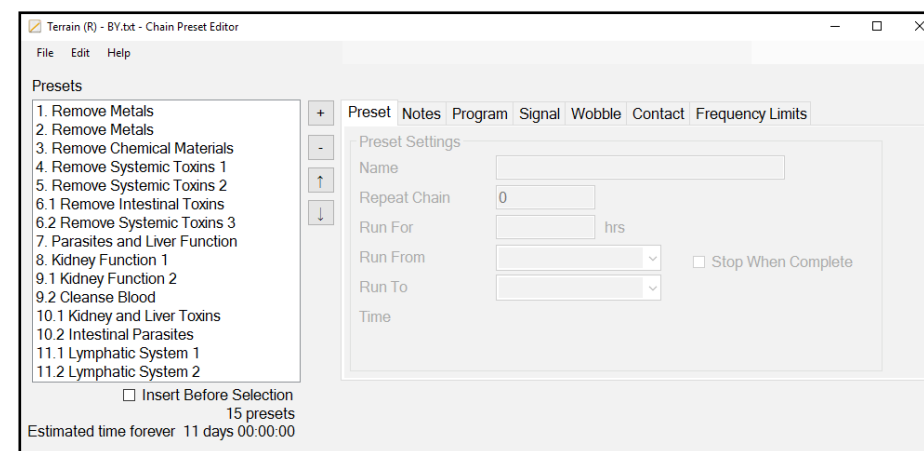 Terrain (R) - BY.txt - Chain Preset Editor
File Edit Help
Presets
1. Remove Metals
2. Remove Metals
3. Remove Chemical Materials
4. Remove Systemic Toxins 1
5. Remove Systemic Toxins 2
6.1 Remove Intestinal Toxins
6.2 Remove Systemic Toxins 3
7. Parasites and Liver Function
8. Kidney Function 1
9.1 Kidney Function 2
9.2 Cleanse Blood
10.1 Kidney and Liver Toxins
10.2 Intestinal Parasites
11.1 Lymphatic System 1
11.2 Lymphatic System 2
Insert Before Selection
15 presets
Estimated time forever 11 days 00:00:00
+
-
↑
↓
Preset Notes Program Signal Wobble Contact Frequency Limits
Preset Settings
Name
Repeat Chain 0
Run For hrs
Run From Stop When Complete
Run To
Time